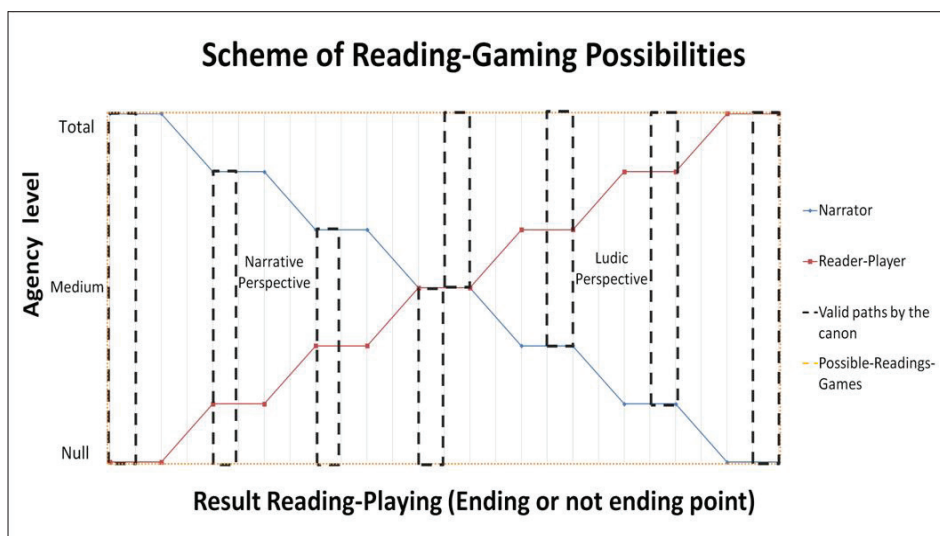 Scheme of Reading-Gaming Possibilities
Total
Medium
Null
Agency level
Narrative
Perspective
Ludic
Perspective
Narrator
Reader-Player
Valid paths by the
canon
Possible-Readings-
Games
Result Reading-Playing (Ending or not ending point)